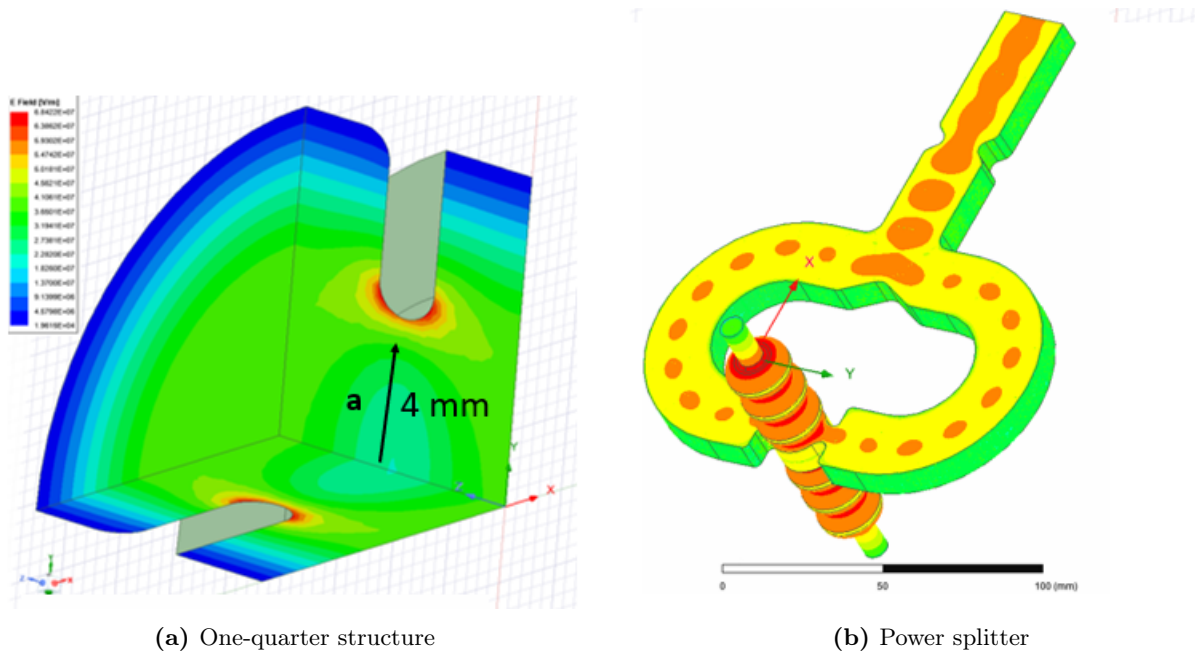 E Field [V/m]
6.8422E+07
6.3862E+07
5.9302E+07
5.4742E+07
5.0181E+07
4.5621E+07
4.1061E+07
3.6501E+07
3.1941E+07
2.7381E+07
2.2820E+07
1.8260E+07
1.3700E+07
9.1399E+06
4.5798E+06
a
4 mm
Y
Z
X
Y
Z
X
X
Y
0
50
100 (mm)
(a) One-quarter structure
(b) Power splitter